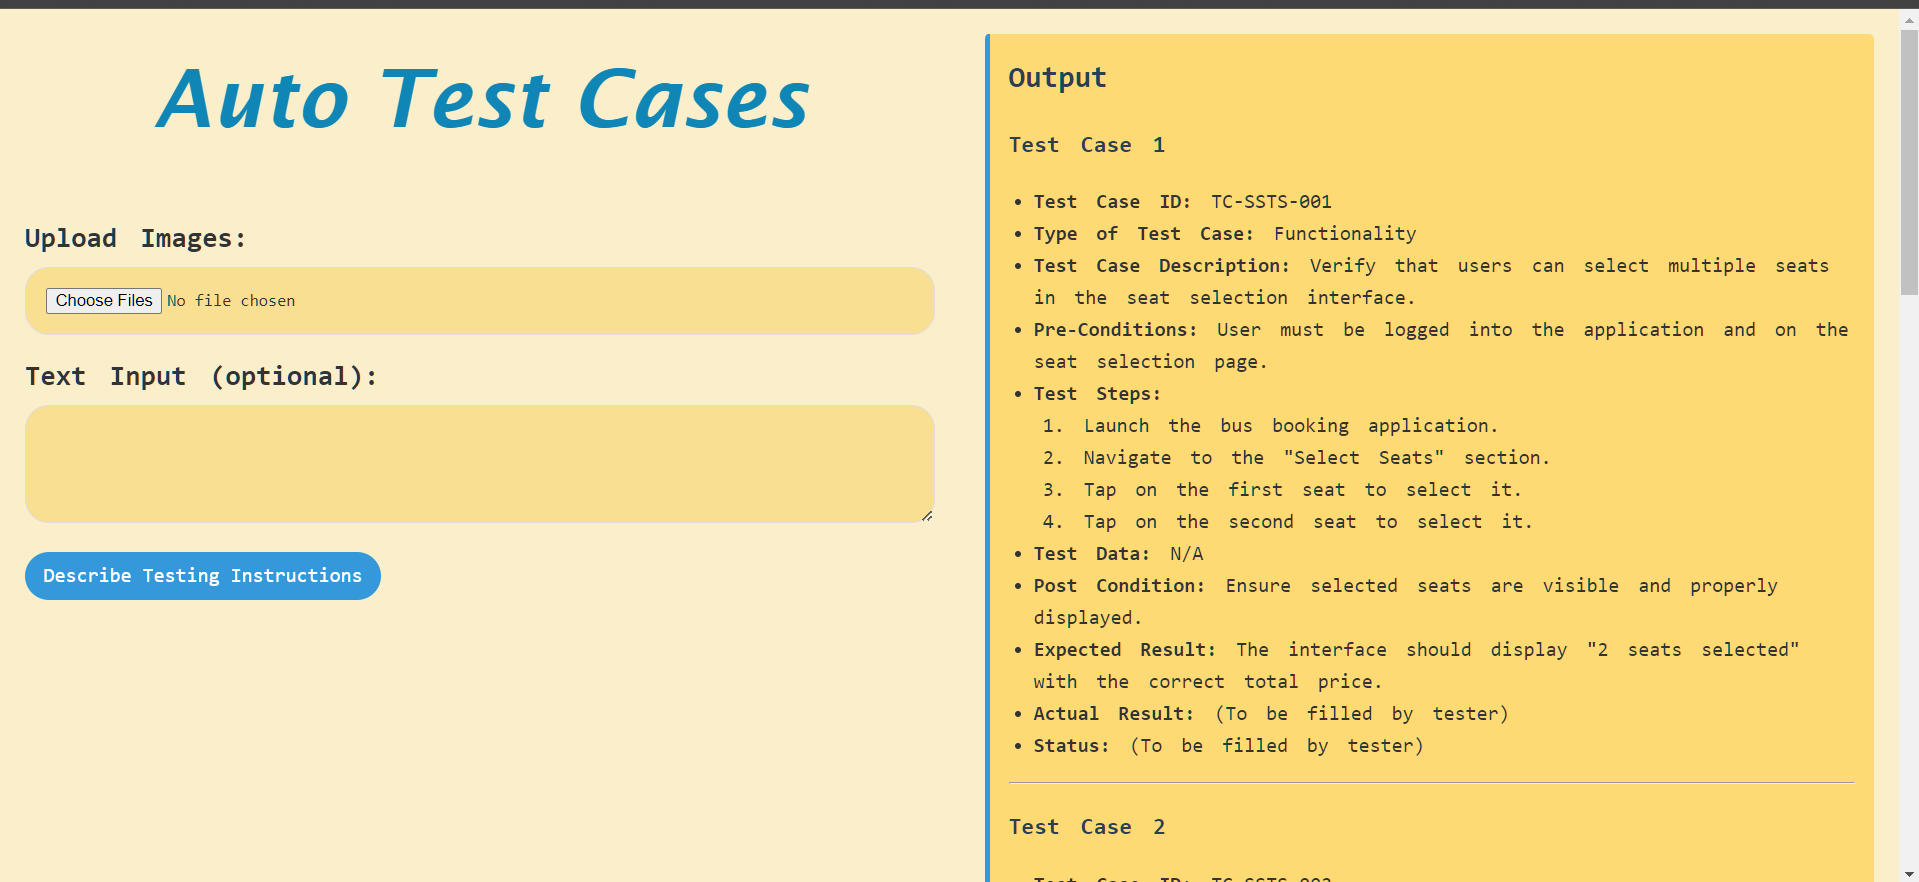 Auto Test Cases
Upload Images:
Choose Files No file chosen
Text Input (optional):
Describe Testing Instructions
Output
Test Case 1
• Test Case ID: TC-SSTS-001
• Type of Test Case: Functionality
• Test Case Description: Verify that users can select multiple seats
in the seat selection interface.
• Pre-Conditions: User must be logged into the application and on the
seat selection page.
• Test Steps:
1. Launch the bus booking application.
2. Navigate to the "Select Seats" section.
3. Tap on the first seat to select it.
4. Tap on the second seat to select it.
• Test Data: N/A
• Post Condition: Ensure selected seats are visible and properly
displayed.
• Expected Result: The interface should display "2 seats selected"
with the correct total price.
• Actual Result: (To be filled by tester)
• Status: (To be filled by tester)
Test Case 2
Test Case ID: TC-SSTS-002